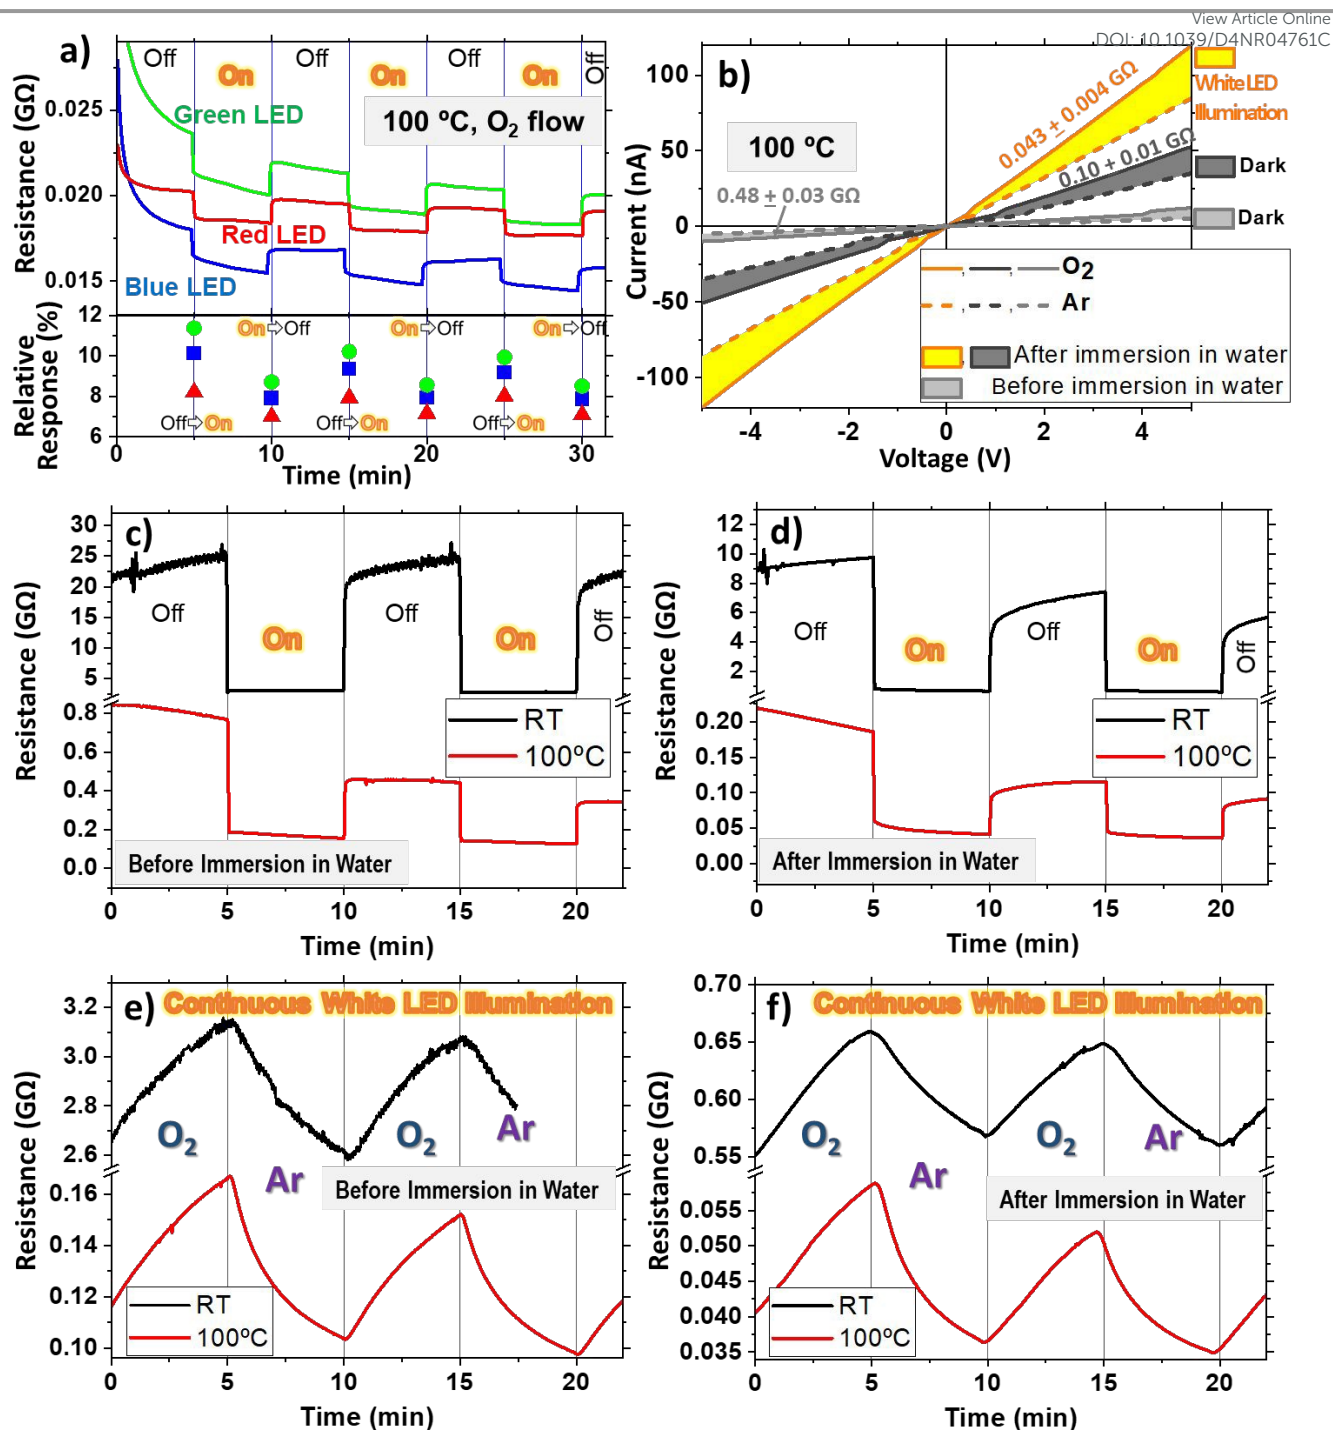 View Article Online
DOI: 10.1039/D4NR04761C
a)
Off
On
Off
On
Off
On
Off
Green LED
100 ºC, O2 flow
Red LED
Blue LED
Resistance (GΩ)
0.025
0.020
0.015
12
10
8
6
Relative
Response (%)
On⇨Off
On⇨Off
On⇨Off
Off⇨On
Off⇨On
Off⇨On
0
10
20
30
Time (min)
b)
100
50
0
-50
-100
Current (nA)
100 ºC
0.043 ± 0.004 GΩ
0.10 ± 0.01 GΩ
0.48 ± 0.03 GΩ
White LED
Illumination
Dark
Dark
, , O2
, , Ar
, After immersion in water
Before immersion in water
-4
-2
0
2
4
Voltage (V)
c)
30
25
20
15
10
5
0.8
0.6
0.4
0.2
0.0
Resistance (GΩ)
Off
On
Off
On
Off
RT
100ºC
Before Immersion in Water
0
5
10
15
20
Time (min)
d)
12
10
8
6
4
2
0.20
0.15
0.10
0.05
0.00
Resistance (GΩ)
Off
On
Off
On
Off
RT
100ºC
After Immersion in Water
0
5
10
15
20
Time (min)
e)
Continuous White LED Illumination
3.2
3.0
2.8
2.6
0.16
0.14
0.12
0.10
Resistance (GΩ)
O2
Ar
O2
Ar
Before Immersion in Water
RT
100ºC
0
5
10
15
20
Time (min)
f)
Continuous White LED Illumination
0.70
0.65
0.60
0.55
0.055
0.050
0.045
0.040
0.035
Resistance (GΩ)
O2
Ar
O2
Ar
After Immersion in Water
RT
100ºC
0
5
10
15
20
Time (min)